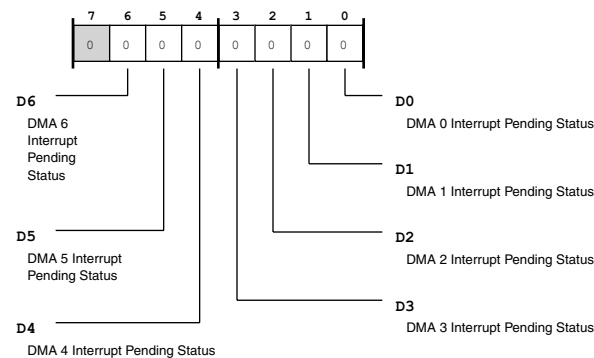 7 6 5 4 3 2 1 0
0 0 0 0 0 0 0 0
D6
DMA 6
Interrupt
Pending
Status
D5
DMA 5 Interrupt
Pending Status
D4
DMA 4 Interrupt Pending Status
D0
DMA 0 Interrupt Pending Status
D1
DMA 1 Interrupt Pending Status
D2
DMA 2 Interrupt Pending Status
D3
DMA 3 Interrupt Pending Status